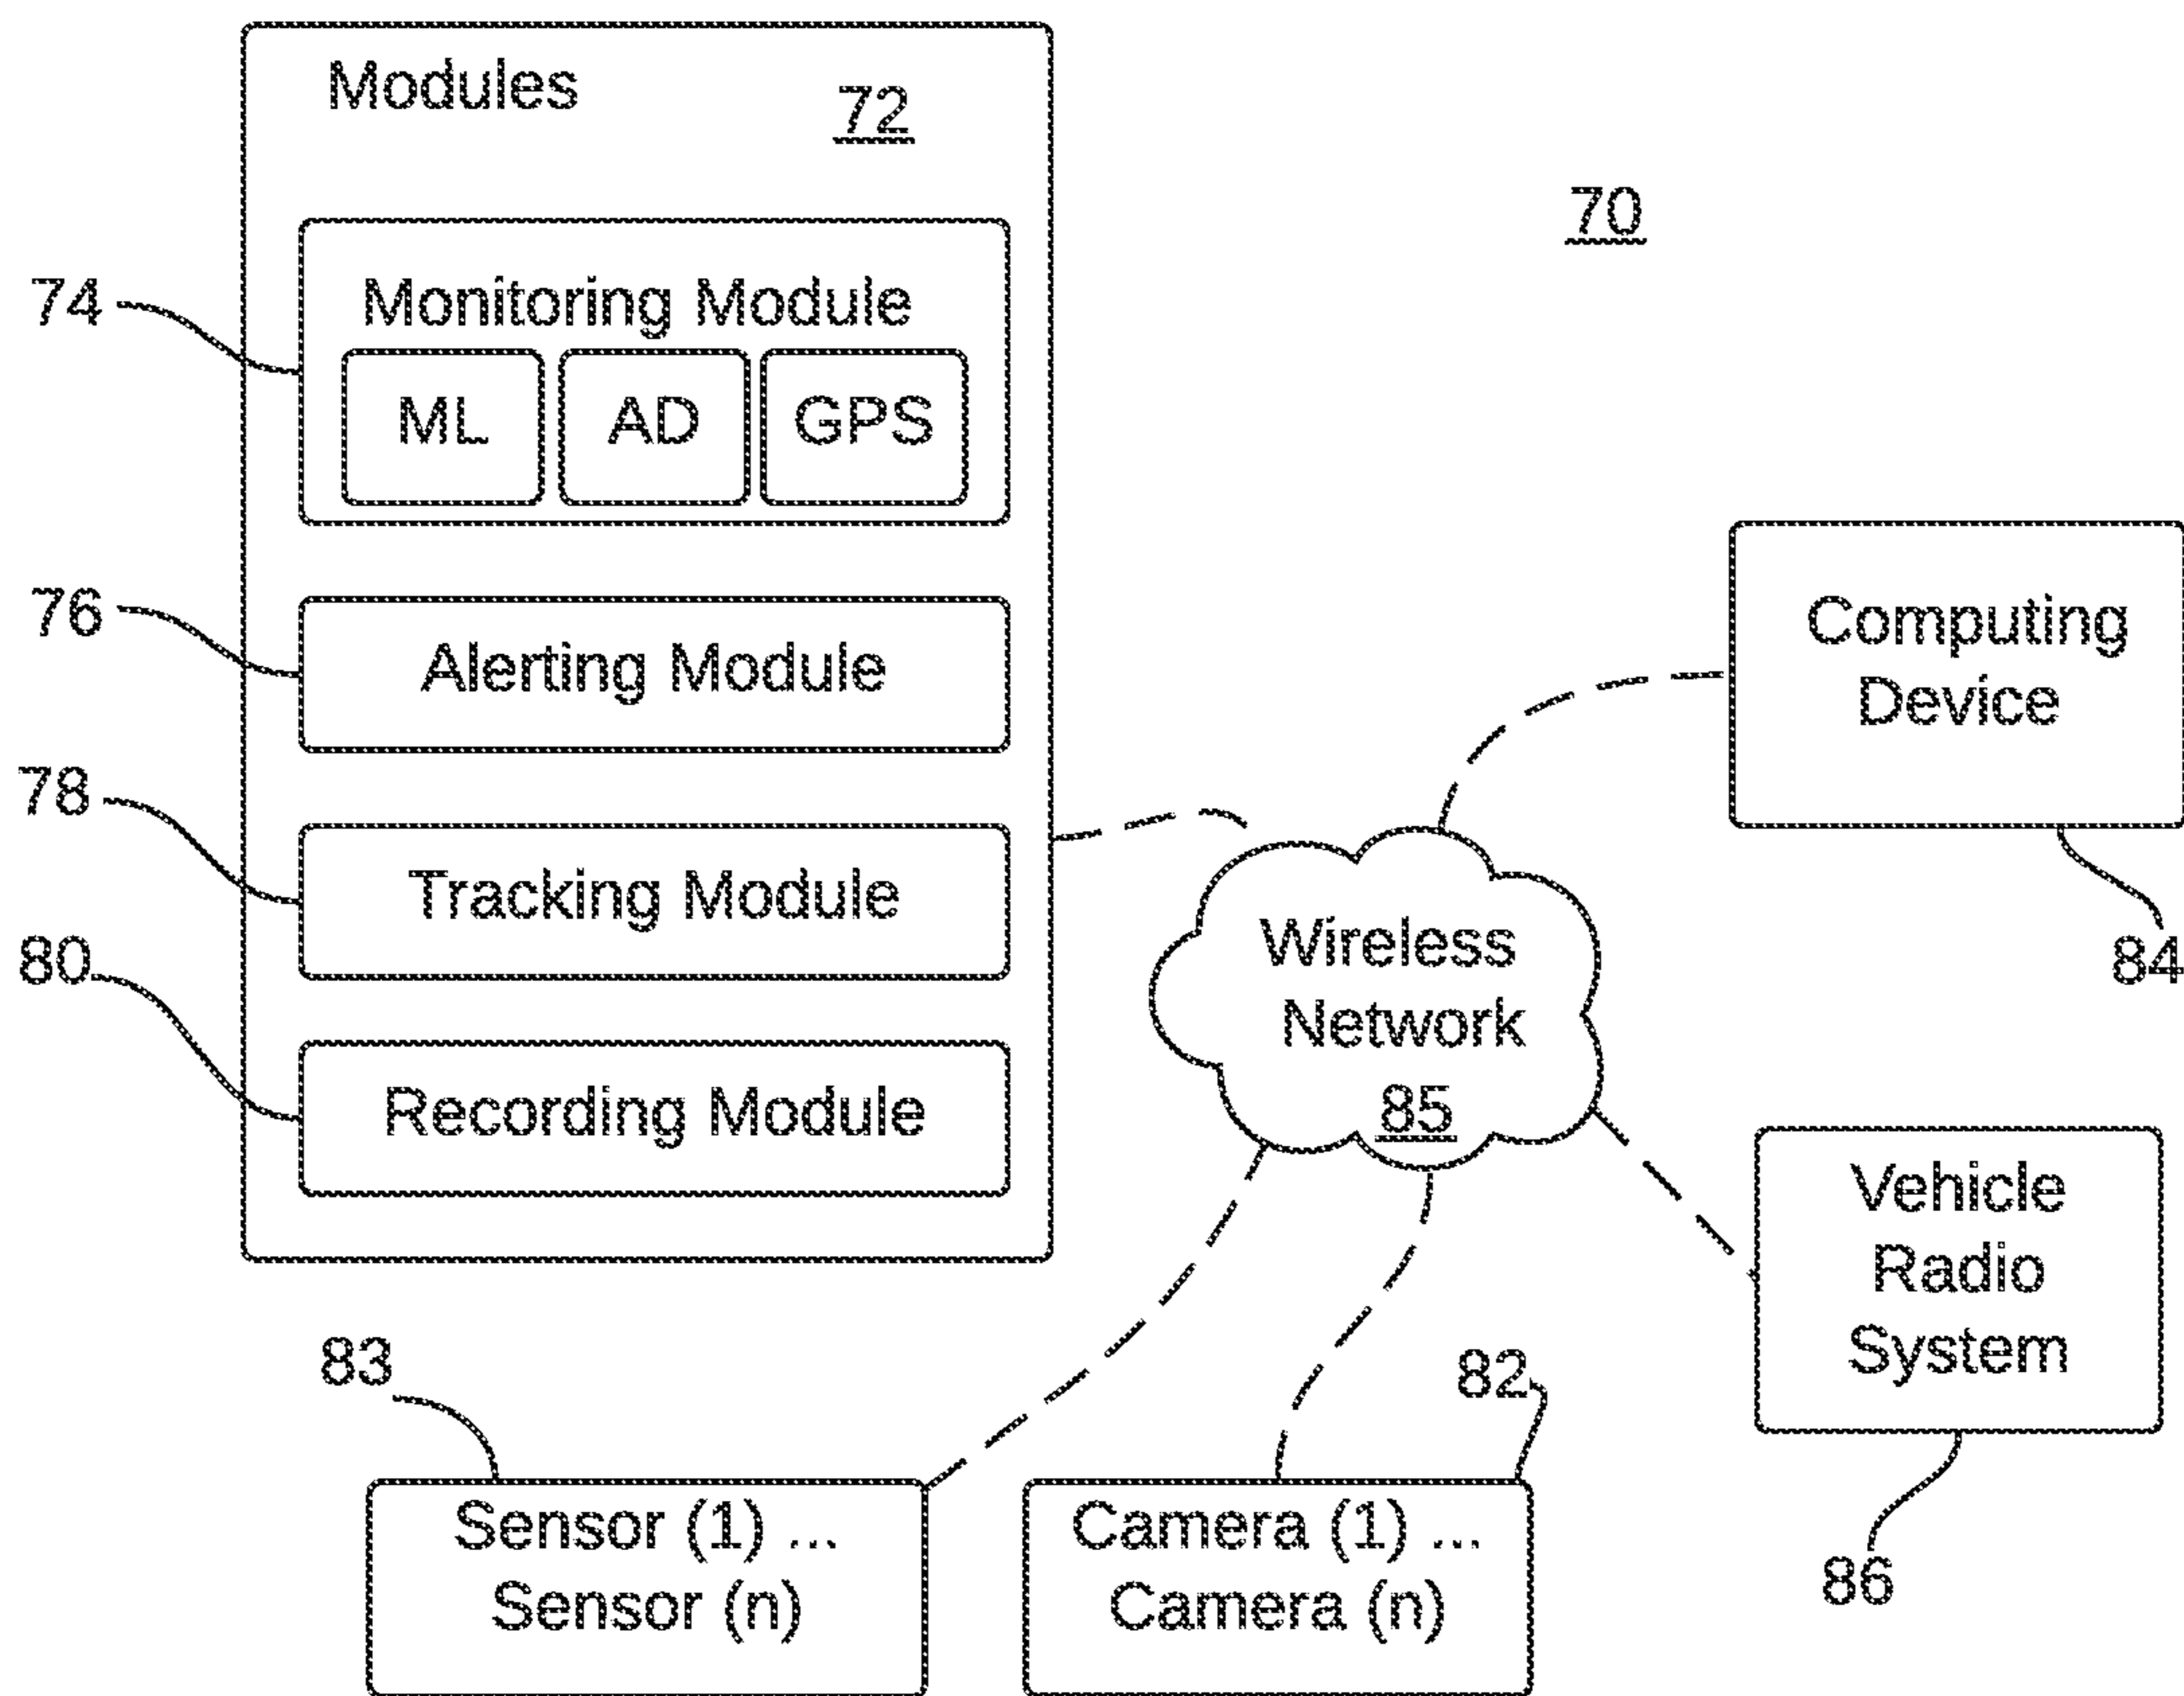 Modules
72
70
74
Monitoring Module
ML
AD
GPS
76
Alerting Module
78
Tracking Module
80
Recording Module
Computing
Device
84
Wireless
Network
85
Vehicle
Radio
System
86
83
Sensor (1) ...
Sensor (n)
82
Camera (1) ...
Camera (n)